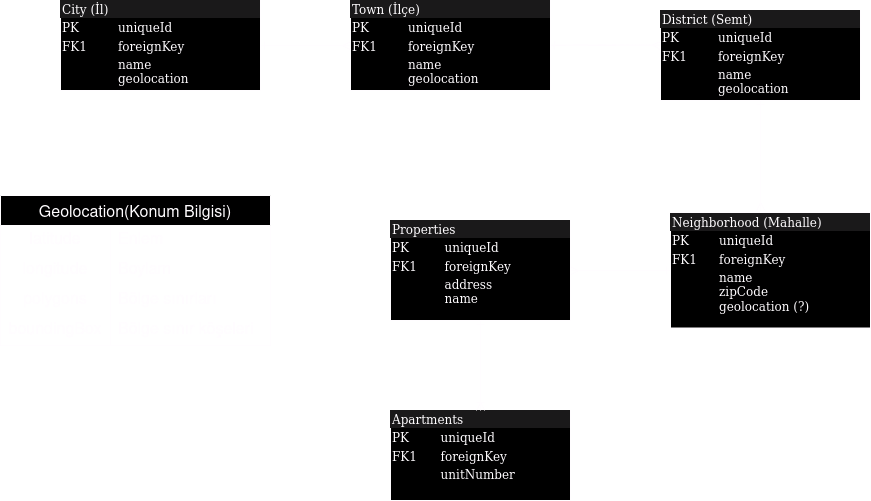 City (İl)
PK uniqueId
FK1 foreignKey
name
geolocation
Town (İlçe)
PK uniqueId
FK1 foreignKey
name
geolocation
District (Semt)
PK uniqueId
FK1 foreignKey
name
geolocation
Geolocation(Konum Bilgisi)
Properties
PK uniqueId
FK1 foreignKey
address
name
Neighborhood (Mahalle)
PK uniqueId
FK1 foreignKey
name
zipCode
geolocation (?)
Apartments
PK uniqueId
FK1 foreignKey
unitNumber